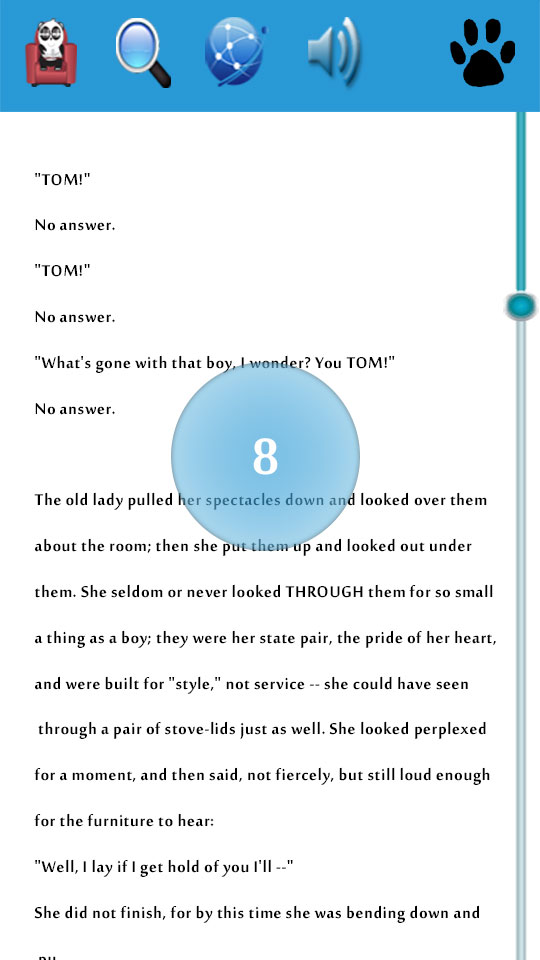 "TOM!"
No answer.
"TOM!"
No answer.
"What's gone with that boy, I wonder? You TOM!"
No answer.
8
The old lady pulled her spectacles down and looked over them
about the room; then she put them up and looked out under
them. She seldom or never looked THROUGH them for so small
a thing as a boy; they were her state pair, the pride of her heart,
and were built for "style," not service -- she could have seen
through a pair of stove-lids just as well. She looked perplexed
for a moment, and then said, not fiercely, but still loud enough
for the furniture to hear:
"Well, I lay if I get hold of you I'll --"
She did not finish, for by this time she was bending down and